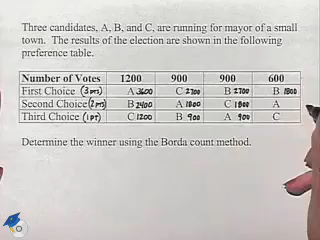 Three candidates, A, B, and C, are running for mayor of a small
town. The results of the election are shown in the following
preference table.
Number of Votes 1200 900 900 600
First Choice (3 pts) A 3600 C 2700 B 2700 B 1800
Second Choice (2 pts) B 2400 A 1800 C 1800 A
Third Choice (1 pt) C 1200 B 900 A 900 C
Determine the winner using the Borda count method.